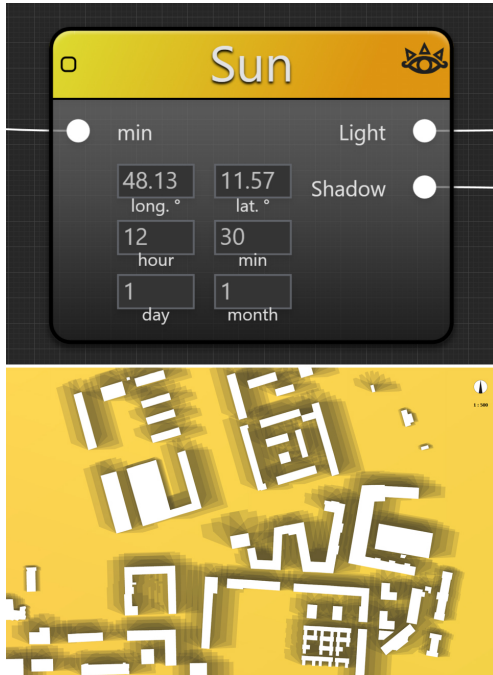 Sun
min Light
48.13 11.57 Shadow
long. ° lat. °
12 30
hour min
1 1
day month
1 : 500